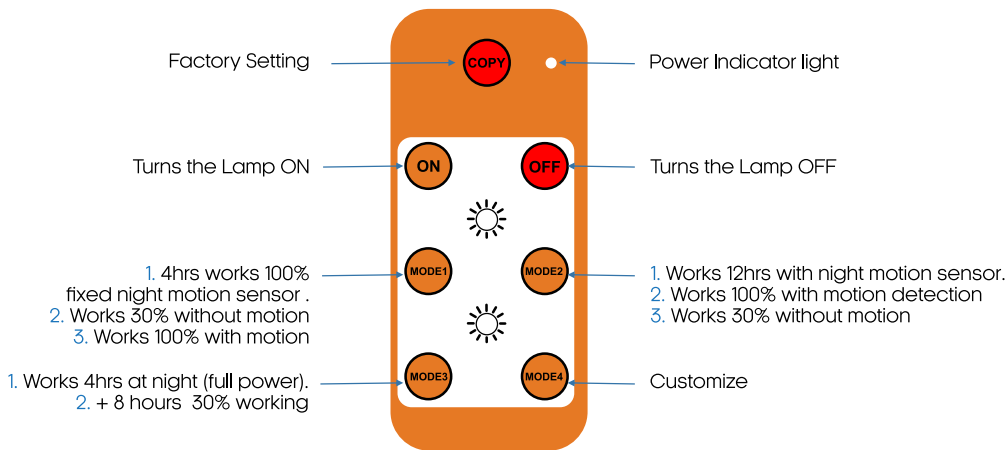 Factory Setting
COPY
Power Indicator light
Turns the Lamp ON
ON
OFF
Turns the Lamp OFF
1. 4hrs works 100%
fixed night motion sensor .
2. Works 30% without motion
3. Works 100% with motion
MODE1
MODE2
1. Works 12hrs with night motion sensor.
2. Works 100% with motion detection
3. Works 30% without motion
1. Works 4hrs at night (full power).
2. + 8 hours 30% working
MODE3
MODE4
Customize